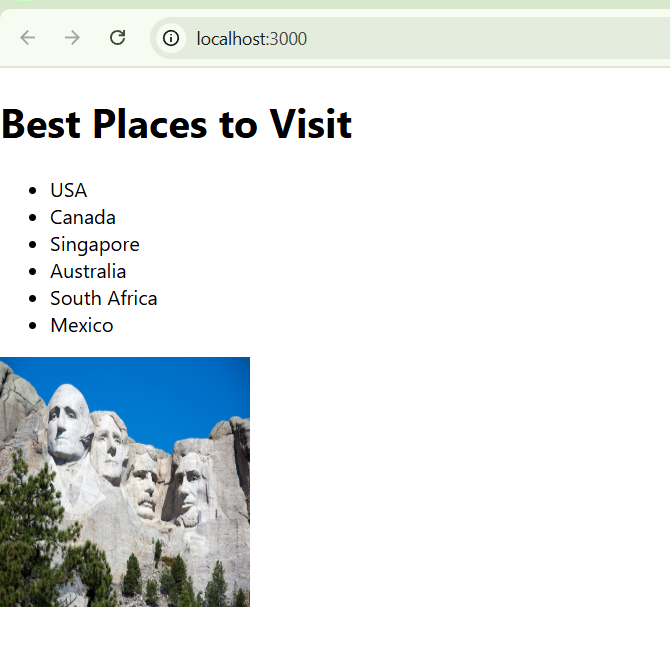 localhost:3000
Best Places to Visit
USA
Canada
Singapore
Australia
South Africa
Mexico